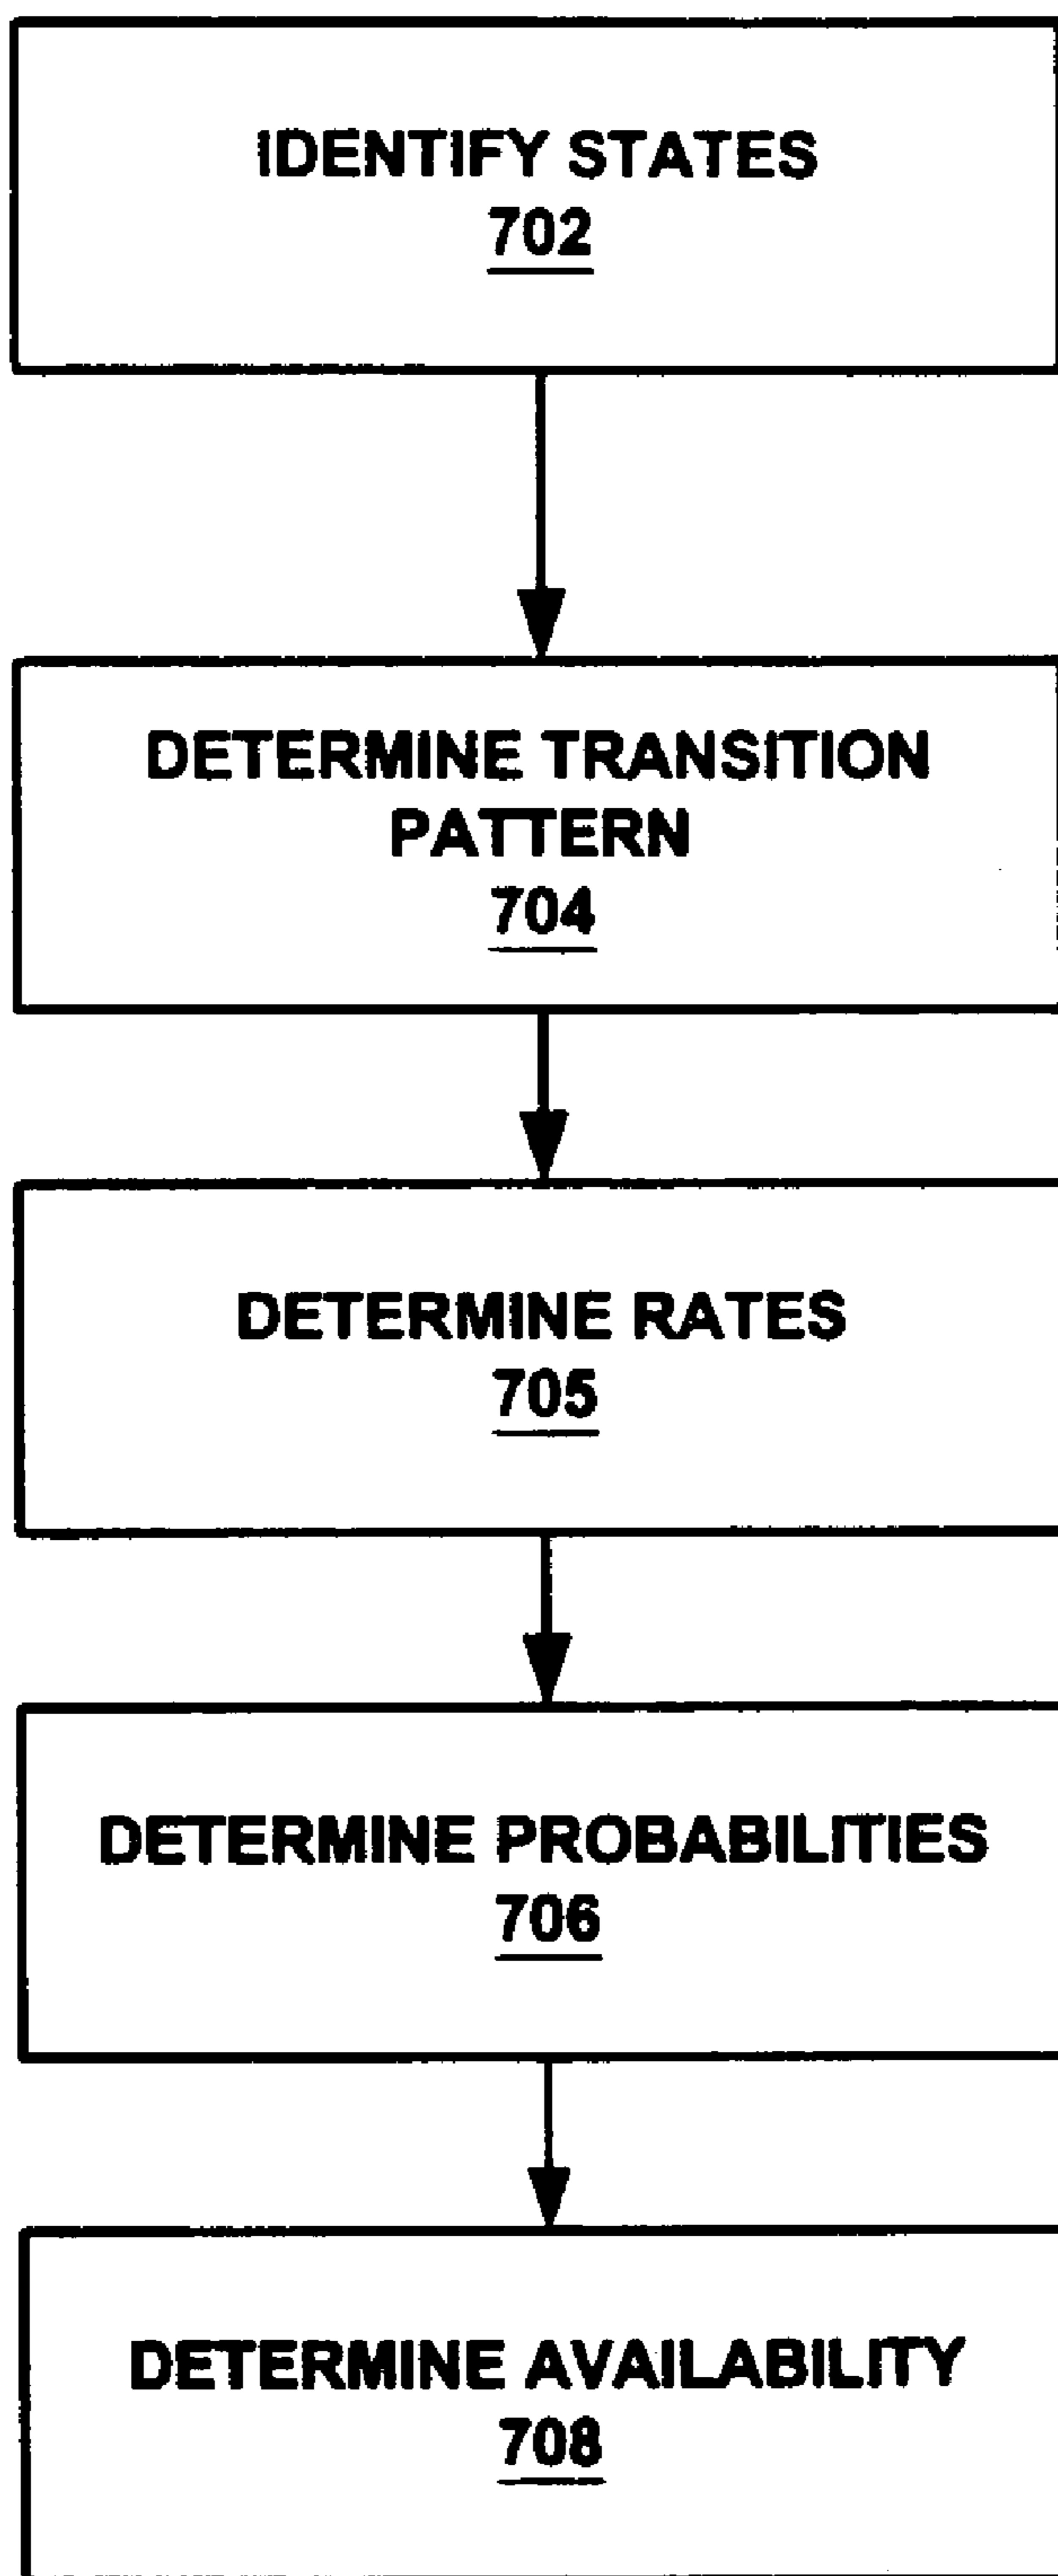 IDENTIFY STATES
702
DETERMINE TRANSITION
PATTERN
704
DETERMINE RATES
705
DETERMINE PROBABILITIES
706
DETERMINE AVAILABILITY
708